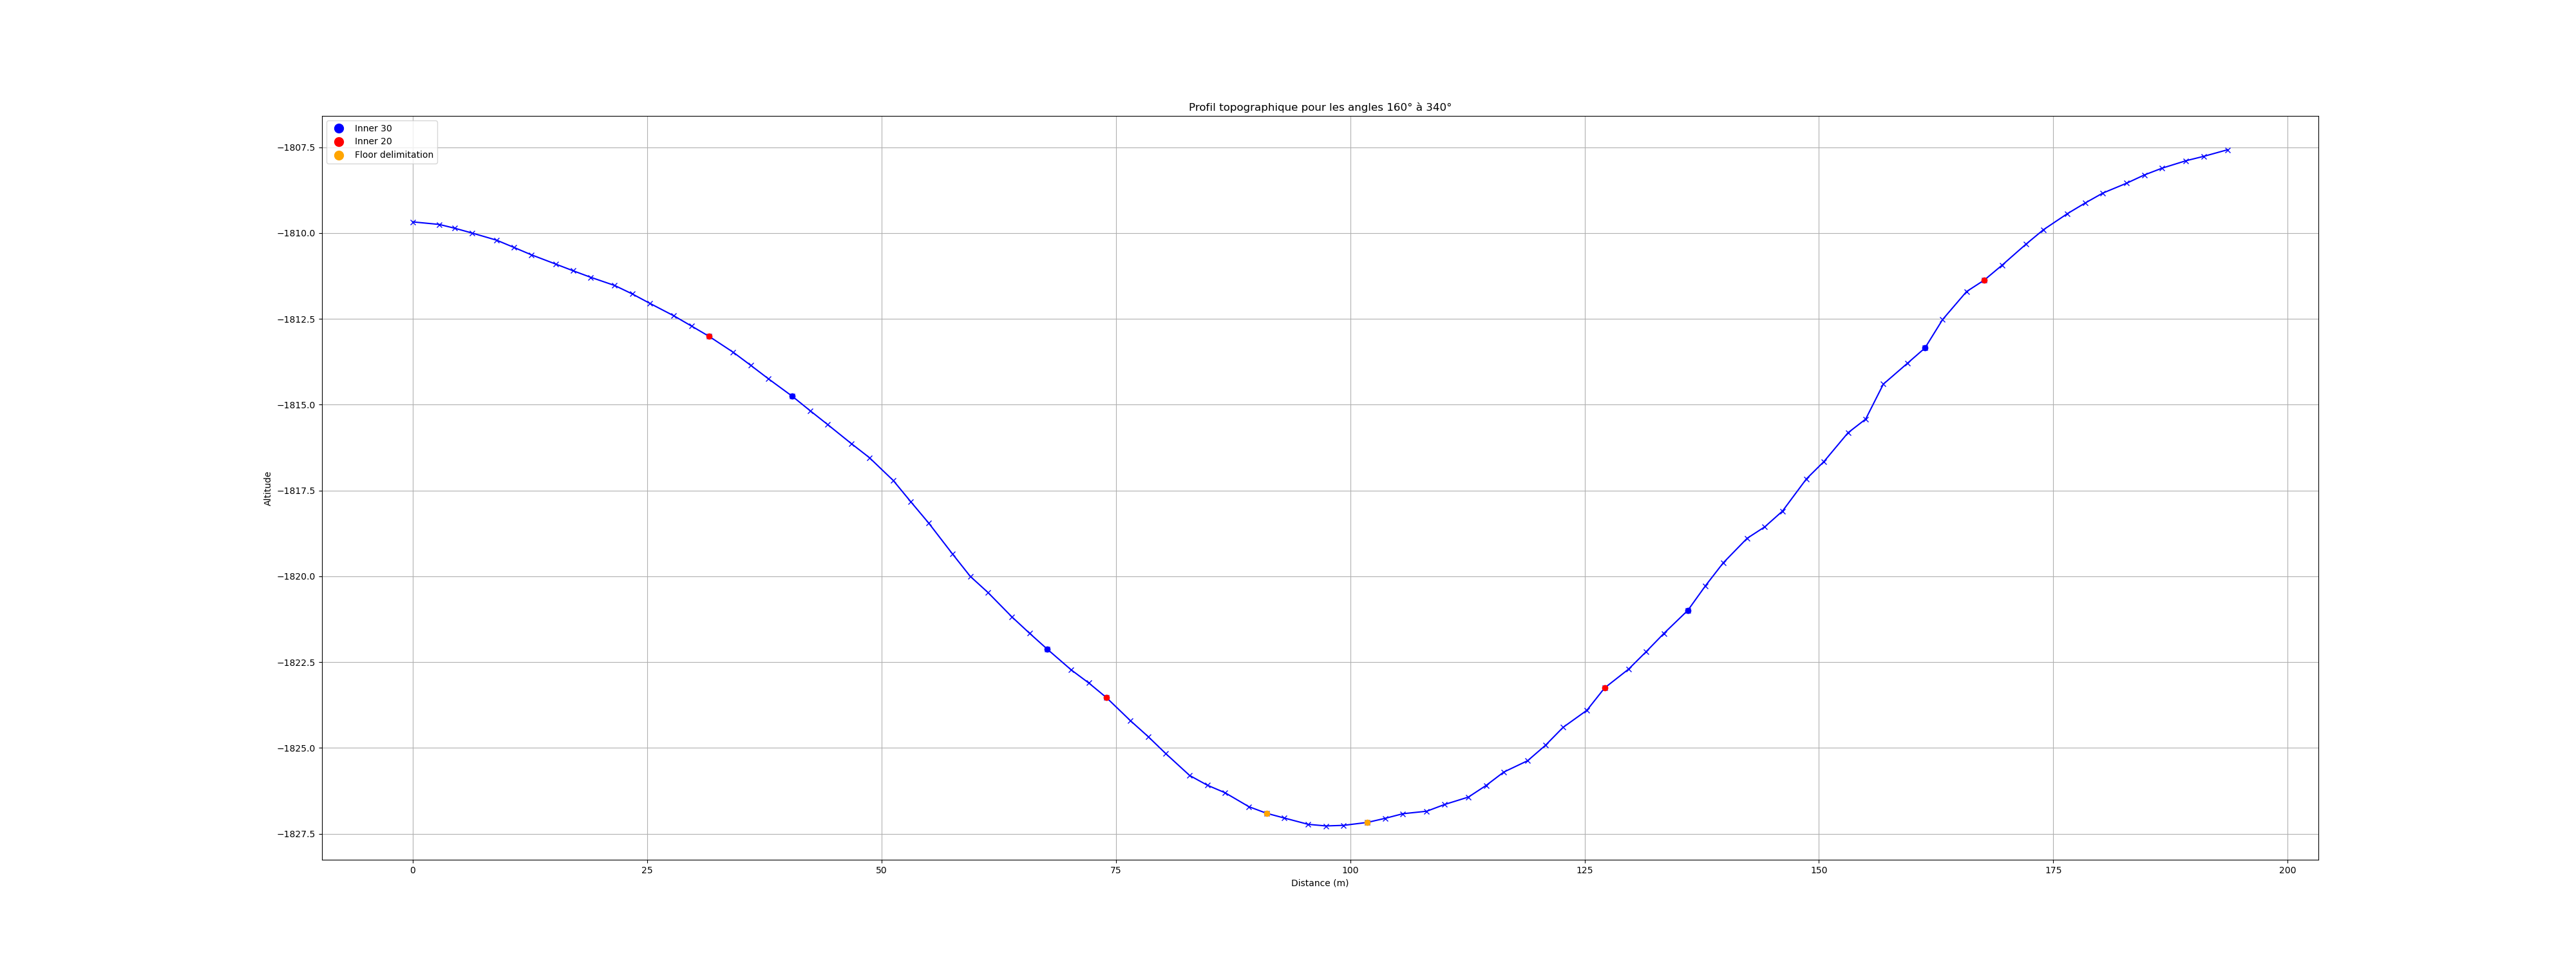 Profil topographique pour les angles 160° à 340°
Inner 30
Inner 20
Floor delimitation
Altitude
−1807.5
−1810.0
−1812.5
−1815.0
−1817.5
−1820.0
−1822.5
−1825.0
−1827.5
0 25 50 75 100 125 150 175 200
Distance (m)